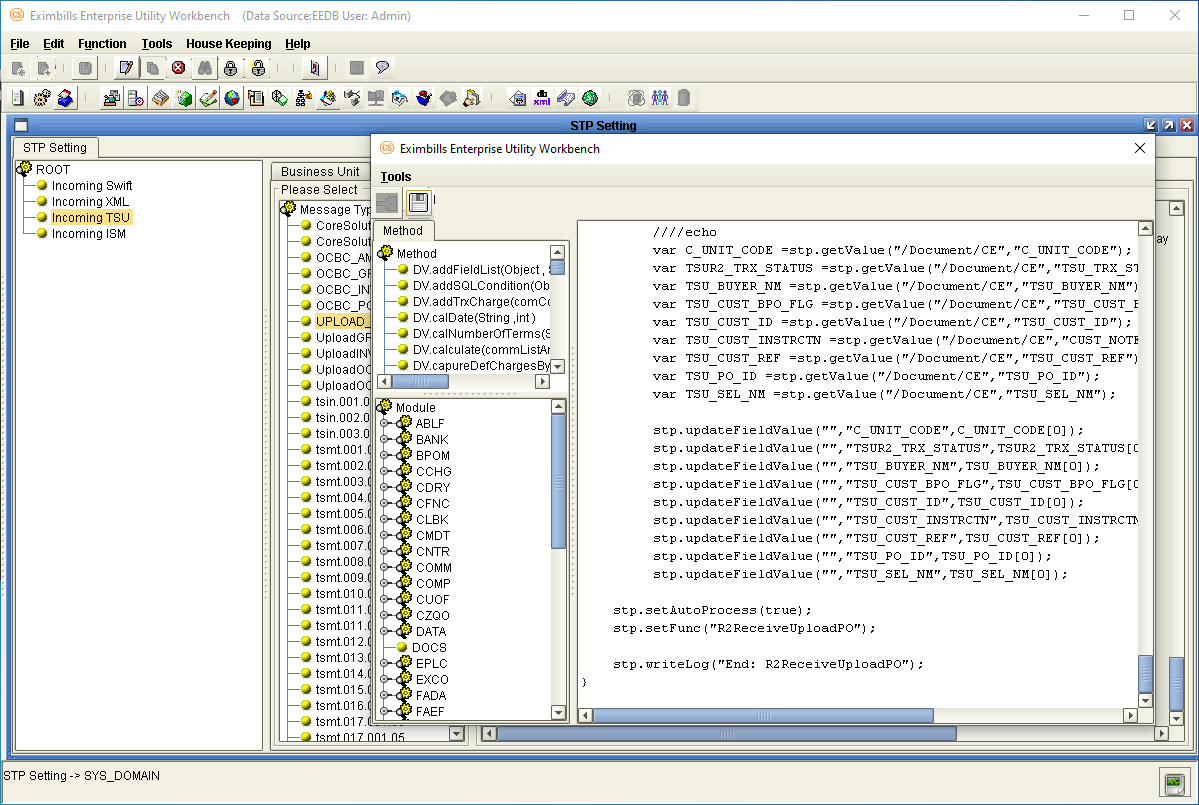 Eximbills Enterprise Utility Workbench (Data Source:EEDB User: Admin)
File Edit Function Tools House Keeping Help
STP Setting
STP Setting
ROOT
Incoming Swift
Incoming XML
Incoming TSU
Incoming ISM
Business Unit
Please Select
Message Typ
CoreSolut
CoreSolut
OCBC_AM
OCBC_GR
OCBC_IN
OCBC_PO
UPLOAD_
UploadGR
UploadINV
UploadOC
UploadOC
tsin.001.0
tsin.002.0
tsin.003.0
tsmt.001.0
tsmt.002.0
tsmt.003.0
tsmt.004.0
tsmt.005.0
tsmt.006.0
tsmt.007.0
tsmt.008.0
tsmt.009.0
tsmt.010.0
tsmt.011.0
tsmt.011.0
tsmt.012.0
tsmt.013.0
tsmt.014.0
tsmt.015.0
tsmt.016.0
tsmt.017.001.03
tsmt.017.001.05
ay
Eximbills Enterprise Utility Workbench
Tools
Method
Method
DV.addFieldList(Object , S
DV.addSQLCondition(Ob
DV.addTrxCharge(comCo
DV.calDate(String ,int )
DV.calNumberOfTerms(S
DV.calculate(commListAr
DV.capureDefChargesBy
Module
ABLF
BANK
BPOM
CCHG
CDRY
CFNC
CLBK
CMDT
CNTR
COMM
COMP
CUOF
CZQO
DATA
DOCS
EPLC
EXCO
FADA
FAEF
////echo
var C_UNIT_CODE =stp.getValue("/Document/CE","C_UNIT_CODE");
var TSUR2_TRX_STATUS =stp.getValue("/Document/CE","TSU_TRX_ST
var TSU_BUYER_NM =stp.getValue("/Document/CE","TSU_BUYER_NM")
var TSU_CUST_BPO_FLG =stp.getValue("/Document/CE","TSU_CUST_B
var TSU_CUST_ID =stp.getValue("/Document/CE","TSU_CUST_ID");
var TSU_CUST_INSTRCTN =stp.getValue("/Document/CE","CUST_NOTE
var TSU_CUST_REF =stp.getValue("/Document/CE","TSU_CUST_REF")
var TSU_PO_ID =stp.getValue("/Document/CE","TSU_PO_ID");
var TSU_SEL_NM =stp.getValue("/Document/CE","TSU_SEL_NM");
stp.updateFieldValue("","C_UNIT_CODE",C_UNIT_CODE[0]);
stp.updateFieldValue("","TSUR2_TRX_STATUS",TSUR2_TRX_STATUS[0
stp.updateFieldValue("","TSU_BUYER_NM",TSU_BUYER_NM[0]);
stp.updateFieldValue("","TSU_CUST_BPO_FLG",TSU_CUST_BPO_FLG[0
stp.updateFieldValue("","TSU_CUST_ID",TSU_CUST_ID[0]);
stp.updateFieldValue("","TSU_CUST_INSTRCTN",TSU_CUST_INSTRCTN
stp.updateFieldValue("","TSU_CUST_REF",TSU_CUST_REF[0]);
stp.updateFieldValue("","TSU_PO_ID",TSU_PO_ID[0]);
stp.updateFieldValue("","TSU_SEL_NM",TSU_SEL_NM[0]);
stp.setAutoProcess(true);
stp.setFunc("R2ReceiveUploadPO");
stp.writeLog("End: R2ReceiveUploadPO");
}
STP Setting -> SYS_DOMAIN